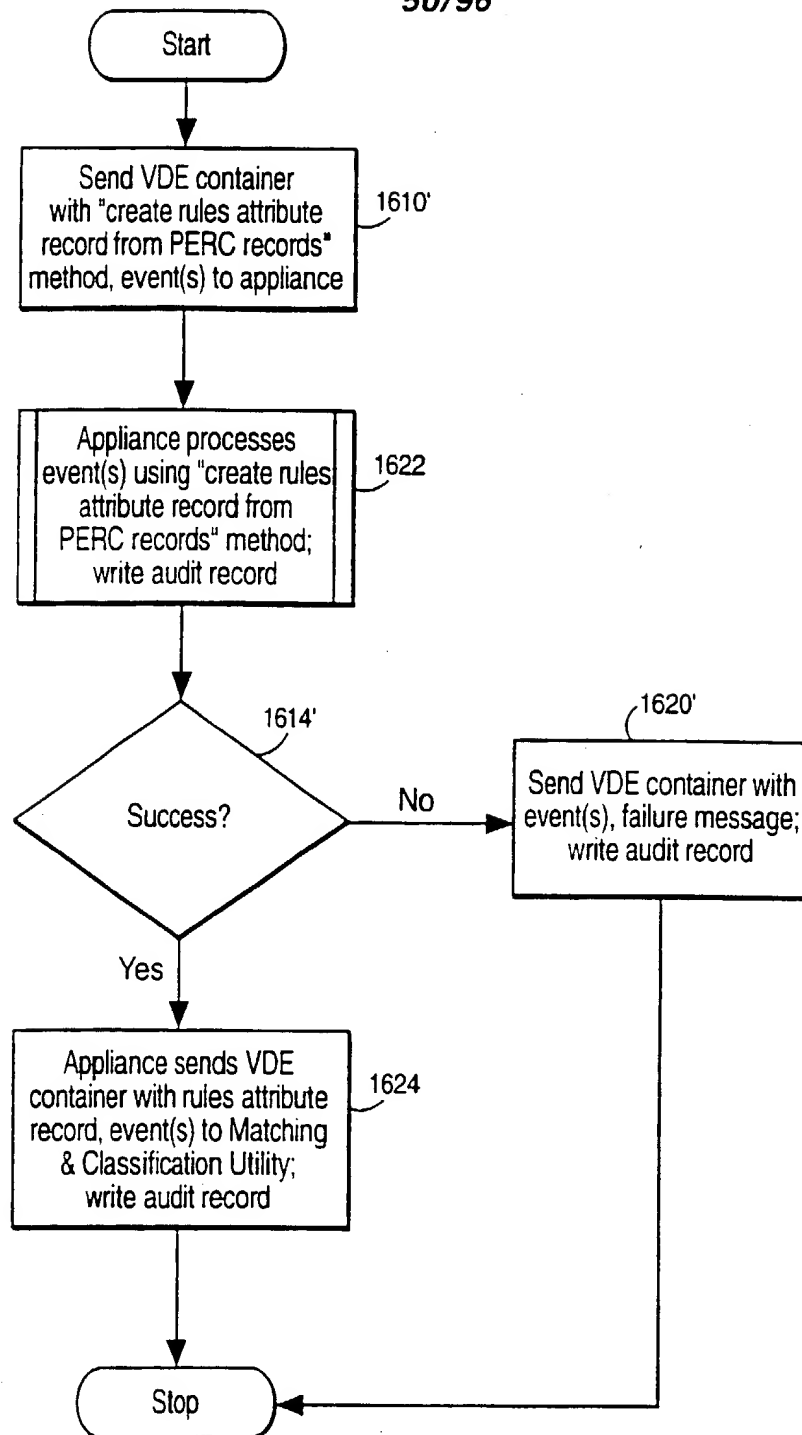 50/96
Start
Send VDE container
with "create rules attribute
record from PERC records"
method, event(s) to appliance
1610'
Appliance processes
event(s) using "create rules
attribute record from
PERC records" method;
write audit record
1622
1614'
Success?
No
1620'
Send VDE container with
event(s), failure message;
write audit record
Yes
Appliance sends VDE
container with rules attribute
record, event(s) to Matching
& Classification Utility;
write audit record
1624
Stop